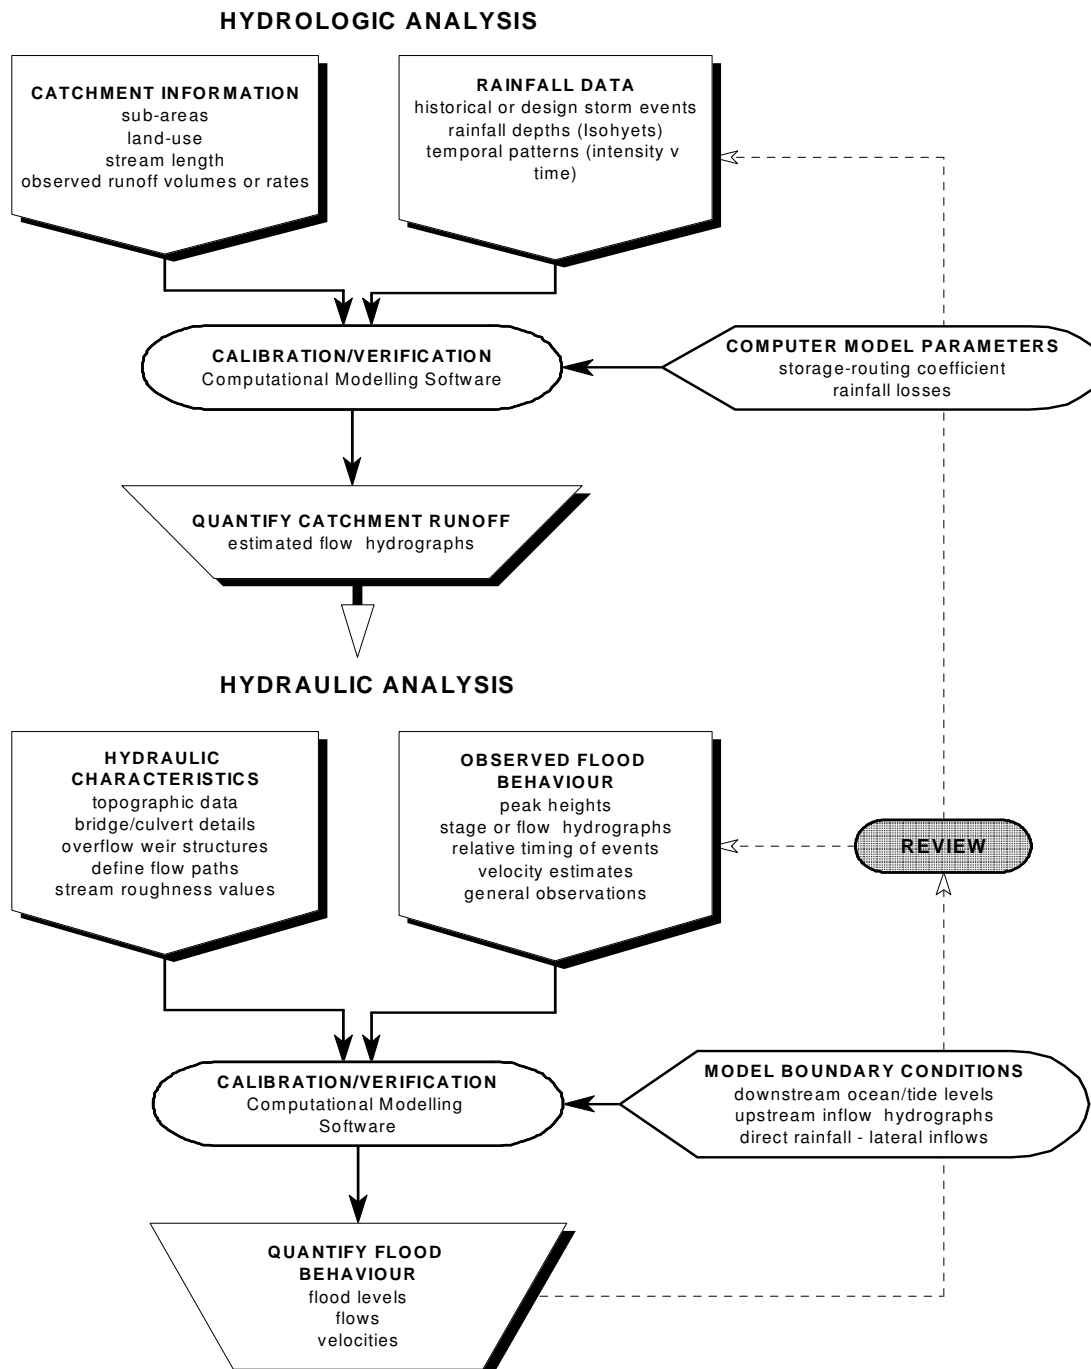 HYDROLOGIC ANALYSIS
CATCHMENT INFORMATION
sub-areas
land-use
stream length
observed runoff volumes or rates
RAINFALL DATA
historical or design storm events
rainfall depths (Isohyets)
temporal patterns (intensity v
time)
CALIBRATION/VERIFICATION
Computational Modelling Software
COMPUTER MODEL PARAMETERS
storage-routing coefficient
rainfall losses
QUANTIFY CATCHMENT RUNOFF
estimated flow hydrographs
HYDRAULIC ANALYSIS
HYDRAULIC
CHARACTERISTICS
topographic data
bridge/culvert details
overflow weir structures
define flow paths
stream roughness values
OBSERVED FLOOD
BEHAVIOUR
peak heights
stage or flow hydrographs
relative timing of events
velocity estimates
general observations
REVIEW
CALIBRATION/VERIFICATION
Computational Modelling
Software
MODEL BOUNDARY CONDITIONS
downstream ocean/tide levels
upstream inflow hydrographs
direct rainfall - lateral inflows
QUANTIFY FLOOD
BEHAVIOUR
flood levels
flows
velocities